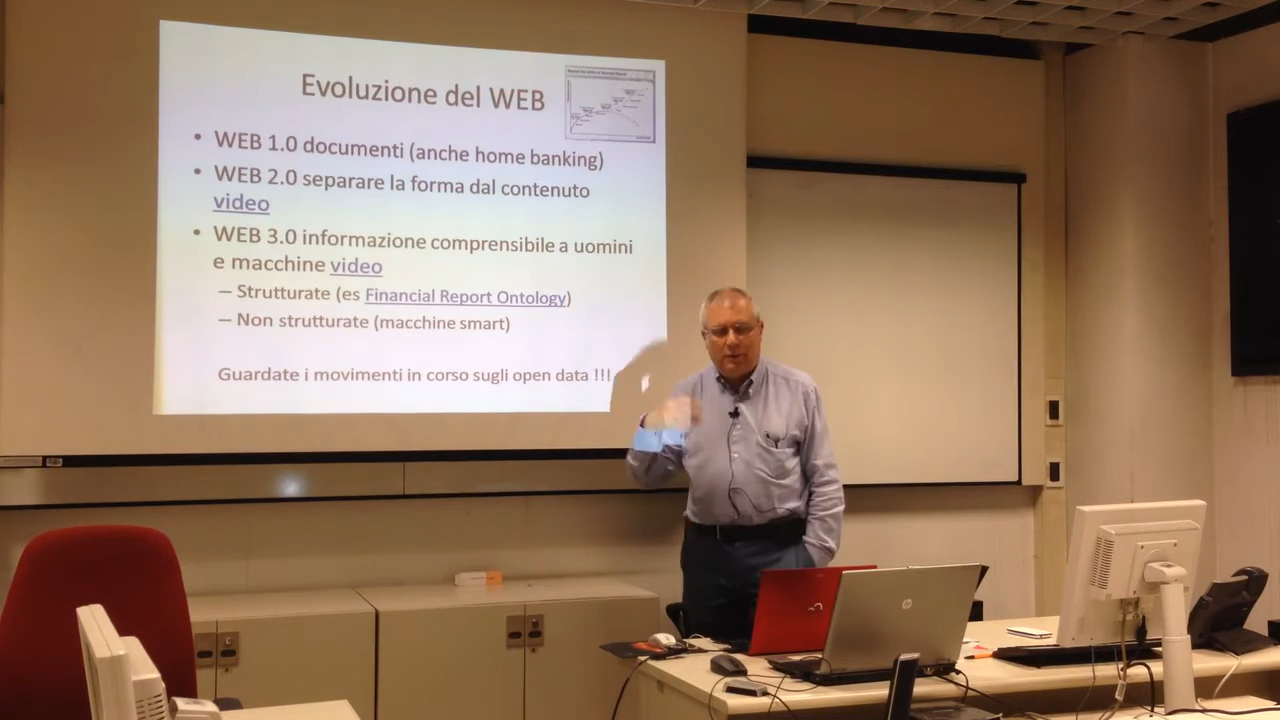 Evoluzione del WEB
• WEB 1.0 documenti (anche home banking)
• WEB 2.0 separare la forma dal contenuto
video
• WEB 3.0 informazione comprensibile a uomini
e macchine video
– Strutturate (es Financial Report Ontology)
– Non strutturate (macchine smart)
Guardate i movimenti in corso sugli open data !!!
hp